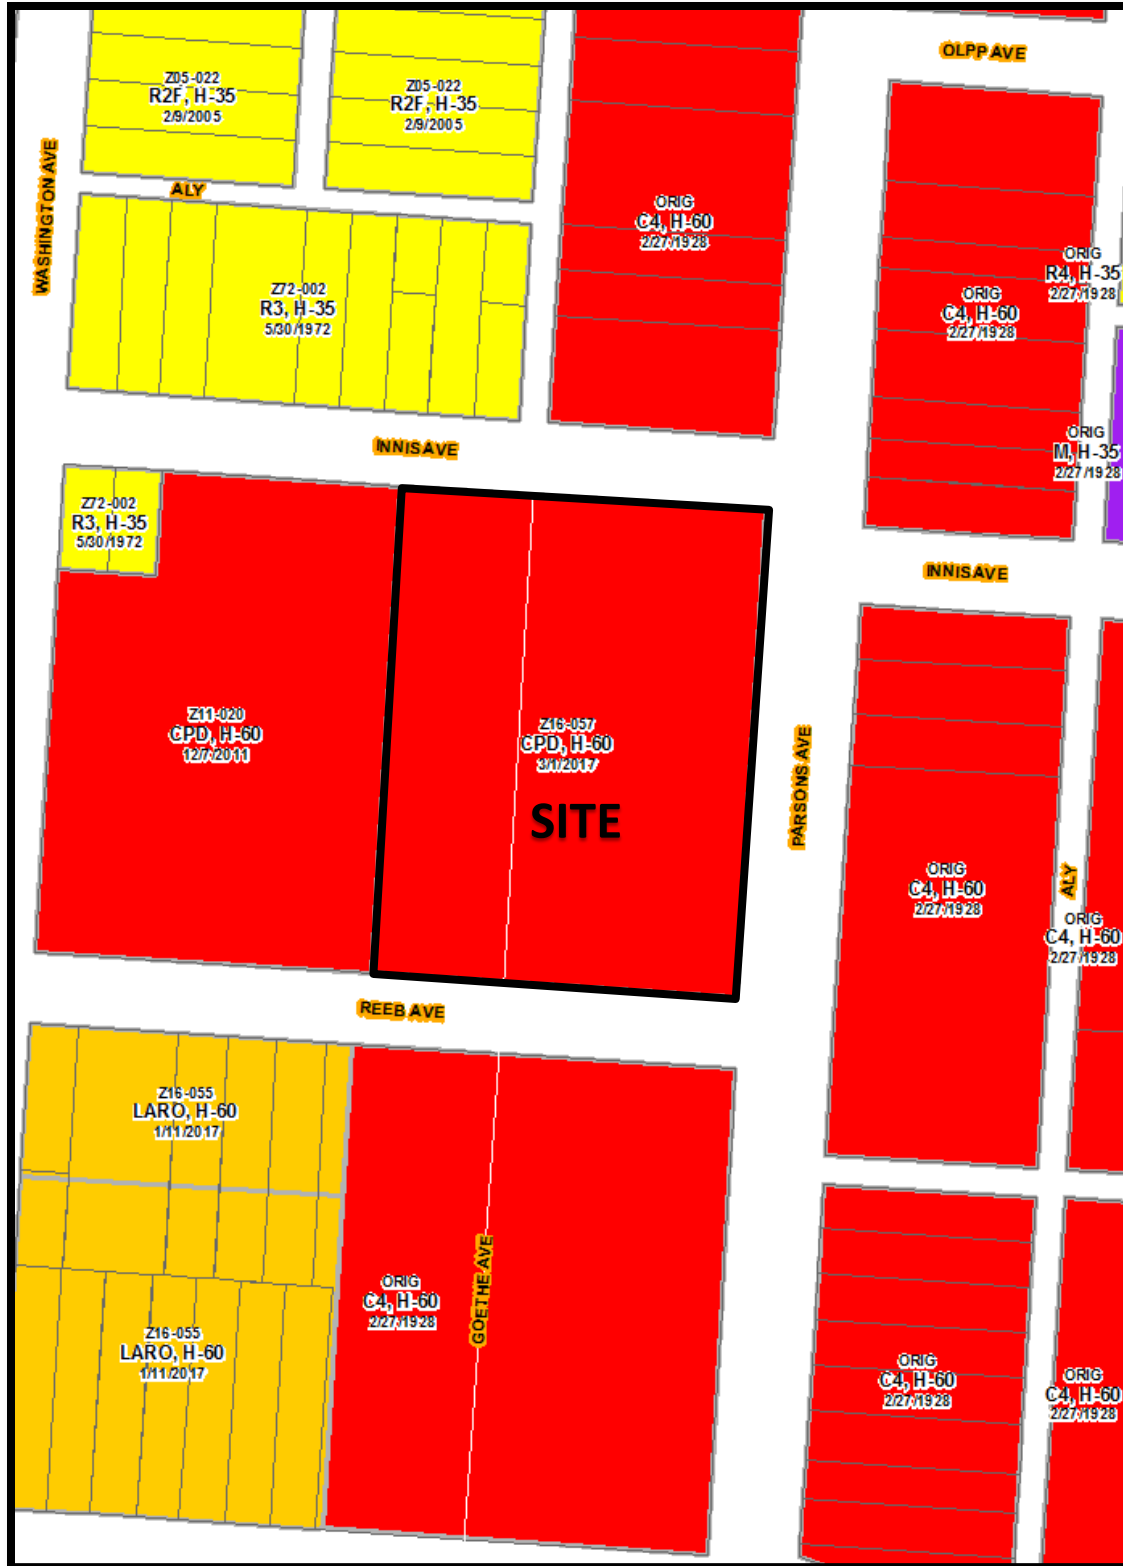 OLPP AVE
Z05-022
R2F, H-35
2/9/2005
Z05-022
R2F, H-35
2/9/2005
WASHINGTON AVE
ALY
ORIG
C4, H-60
2/27/1928
ORIG
R4, H-35
2/27/1928
Z72-002
R3, H-35
5/30/1972
ORIG
C4, H-60
2/27/1928
INNIS AVE
ORIG
M, H-35
2/27/1928
Z72-002
R3, H-35
5/30/1972
INNIS AVE
Z11-020
CPD, H-60
12/7/2011
Z16-057
CPD, H-60
3/1/2017
SITE
PARSONS AVE
ORIG
C4, H-60
2/27/1928
ALY
ORIG
C4, H-60
2/27/1928
REEB AVE
Z16-055
LARO, H-60
1/11/2017
GOETHE AVE
ORIG
C4, H-60
2/27/1928
Z16-055
LARO, H-60
1/11/2017
ORIG
C4, H-60
2/27/1928
ORIG
C4, H-60
2/27/1928